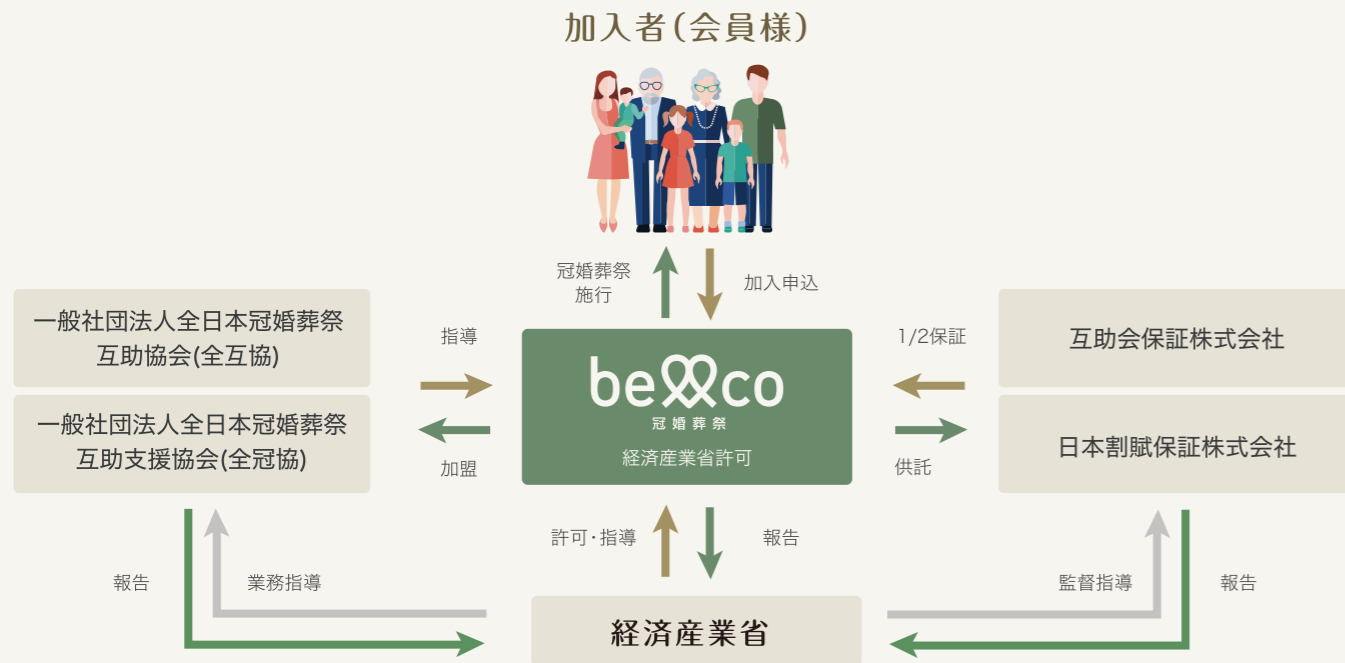 加入者(会員様)
冠婚葬祭
施行
加入申込
一般社団法人全日本冠婚葬祭
互助協会(全互協)
一般社団法人全日本冠婚葬祭
互助支援協会(全冠協)
指導
加盟
bellco
冠婚葬祭
経済産業省許可
1/2保証
供託
互助会保証株式会社
日本割賦保証株式会社
許可・指導
報告
報告
業務指導
監督指導
報告
経済産業省